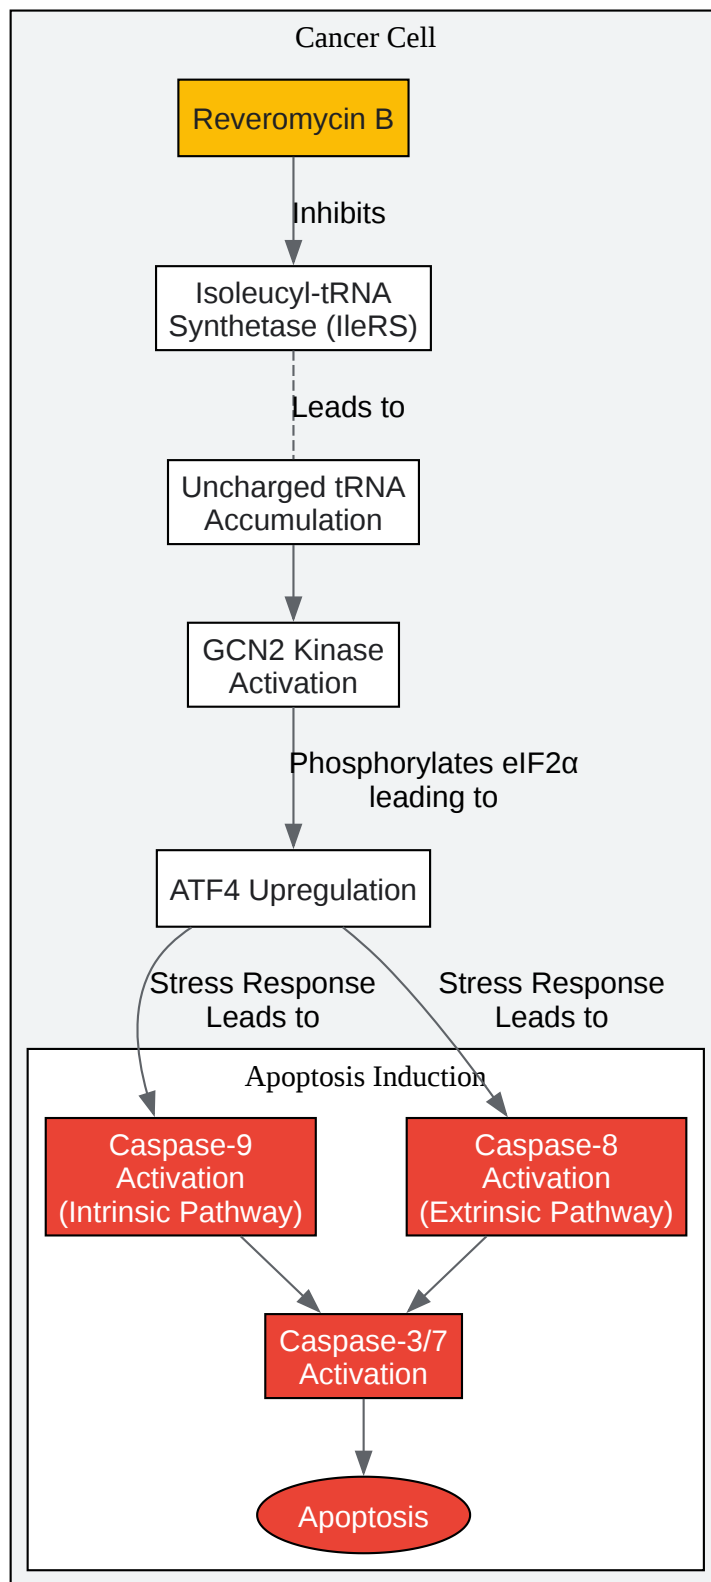 Cancer Cell
Reveromycin B
Inhibits
Isoleucyl-tRNA
Synthetase (IleRS)
Leads to
Uncharged tRNA
Accumulation
GCN2 Kinase
Activation
Phosphorylates eIF2α
leading to
ATF4 Upregulation
Stress Response
Leads to
Stress Response
Leads to
Apoptosis Induction
Caspase-9
Activation
(Intrinsic Pathway)
Caspase-8
Activation
(Extrinsic Pathway)
Caspase-3/7
Activation
Apoptosis